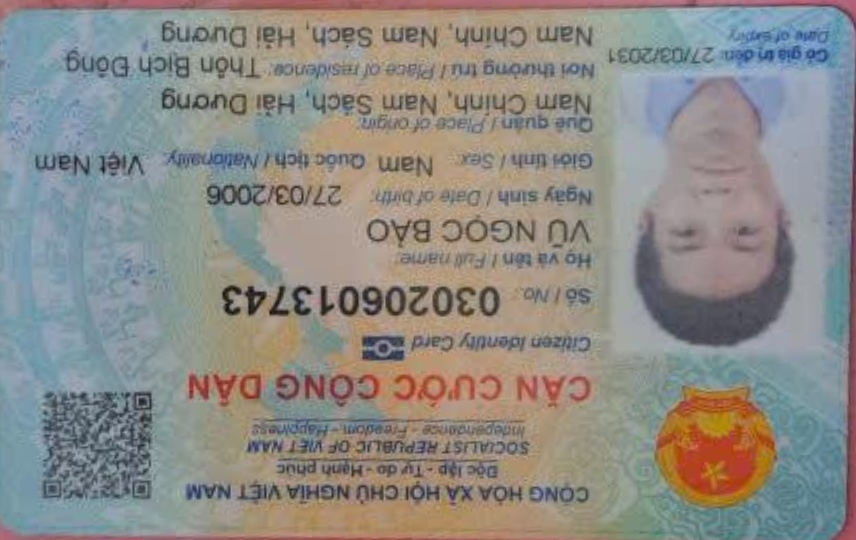 CỘNG HÒA XÃ HỘI CHỦ NGHĨA VIỆT NAM
Độc lập - Tự do - Hạnh phúc
SOCIALIST REPUBLIC OF VIET NAM
Independence - Freedom - Happiness
CĂN CƯỚC CÔNG DÂN
Citizen Identity Card
Số / No.: 030206013743
Họ và tên / Full name:
VŨ NGỌC BẢO
Ngày sinh / Date of birth: 27/03/2006
Giới tính / Sex: Nam Quốc tịch / Nationality: Việt Nam
Quê quán / Place of origin:
Nam Chính, Nam Sách, Hải Dương
Nơi thường trú / Place of residence: Thôn Bịch Đông
Nam Chính, Nam Sách, Hải Dương
Có giá trị đến: 27/03/2031
Date of expiry